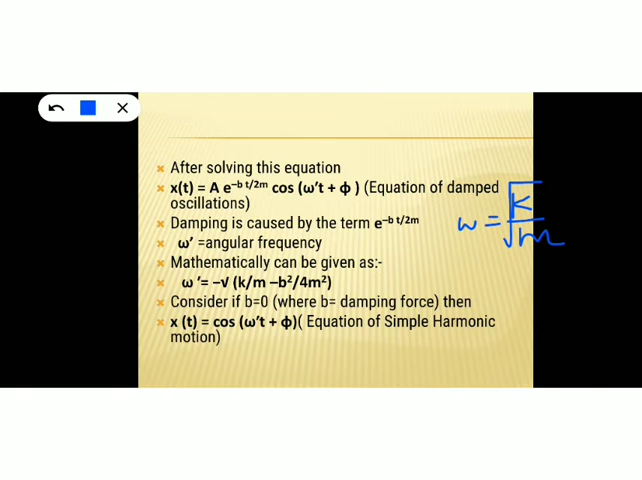 After solving this equation
x(t) = A e⁻ᵇ ᵗ/²ᵐ cos (ω’t + ф ) (Equation of damped
oscillations)
Damping is caused by the term e⁻ᵇ ᵗ/²ᵐ
ω’ =angular frequency
Mathematically can be given as:-
ω ’= –√ (k/m –b²/4m²)
Consider if b=0 (where b= damping force) then
x (t) = cos (ω’t + ф)( Equation of Simple Harmonic
motion)
ω = √K/√m